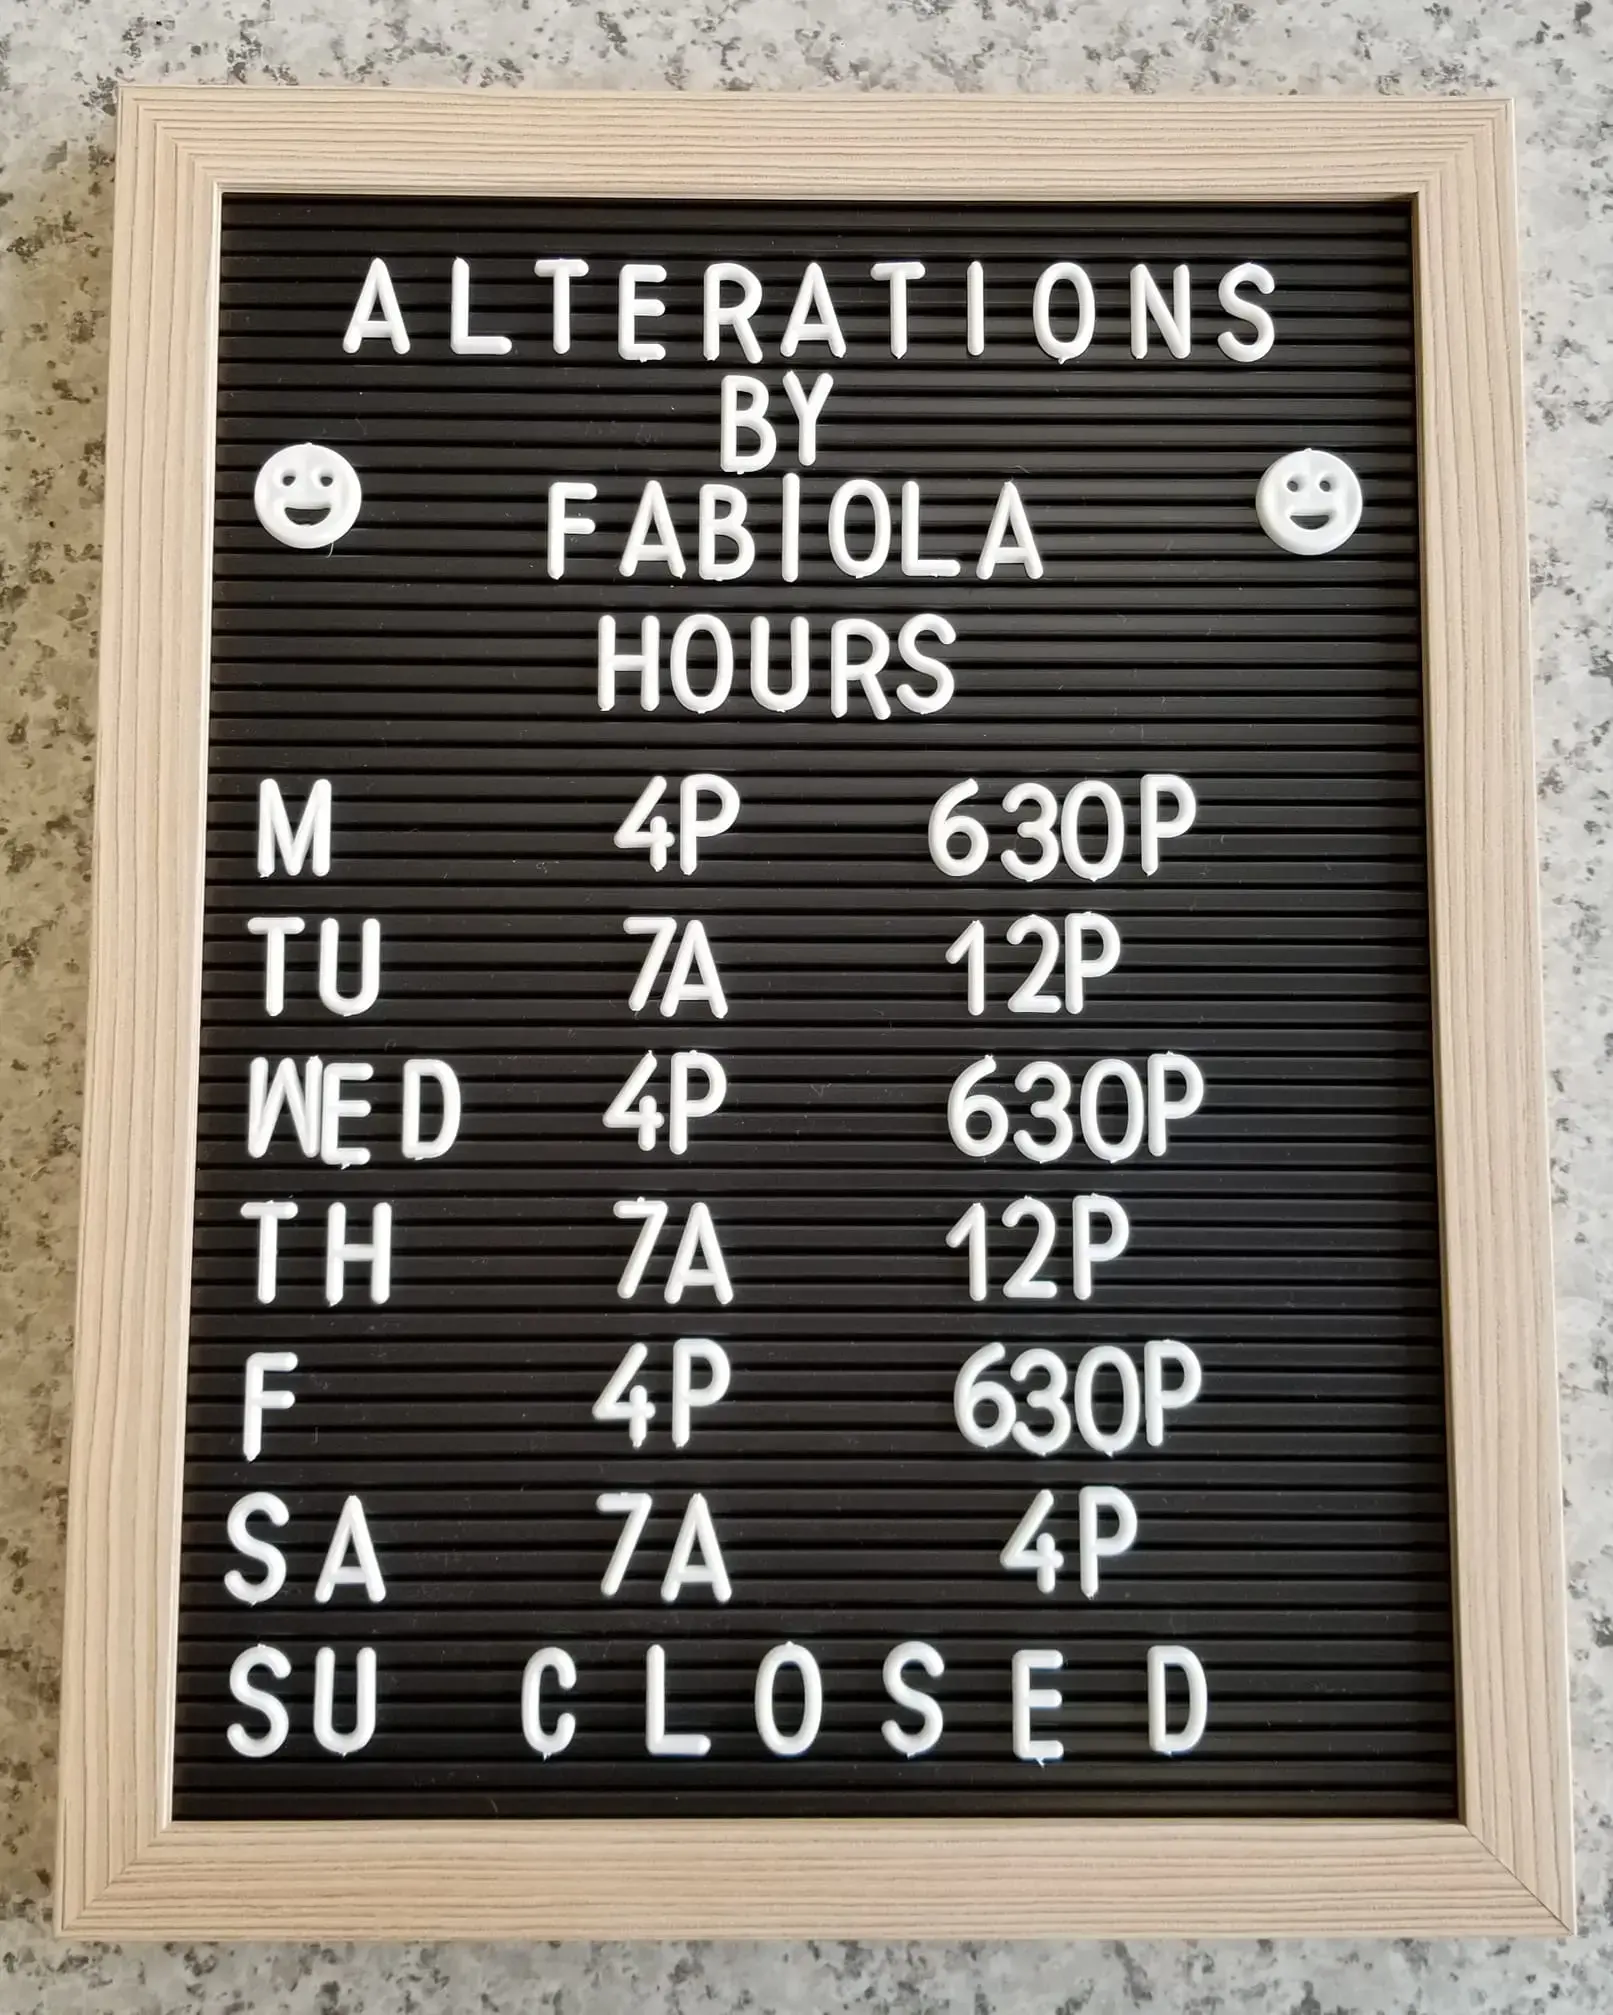 ALTERATIONS
BY
FABIOLA
HOURS
M 4P 630P
TU 7A 12P
WED 4P 630P
TH 7A 12P
F 4P 630P
SA 7A 4P
SU CLOSED